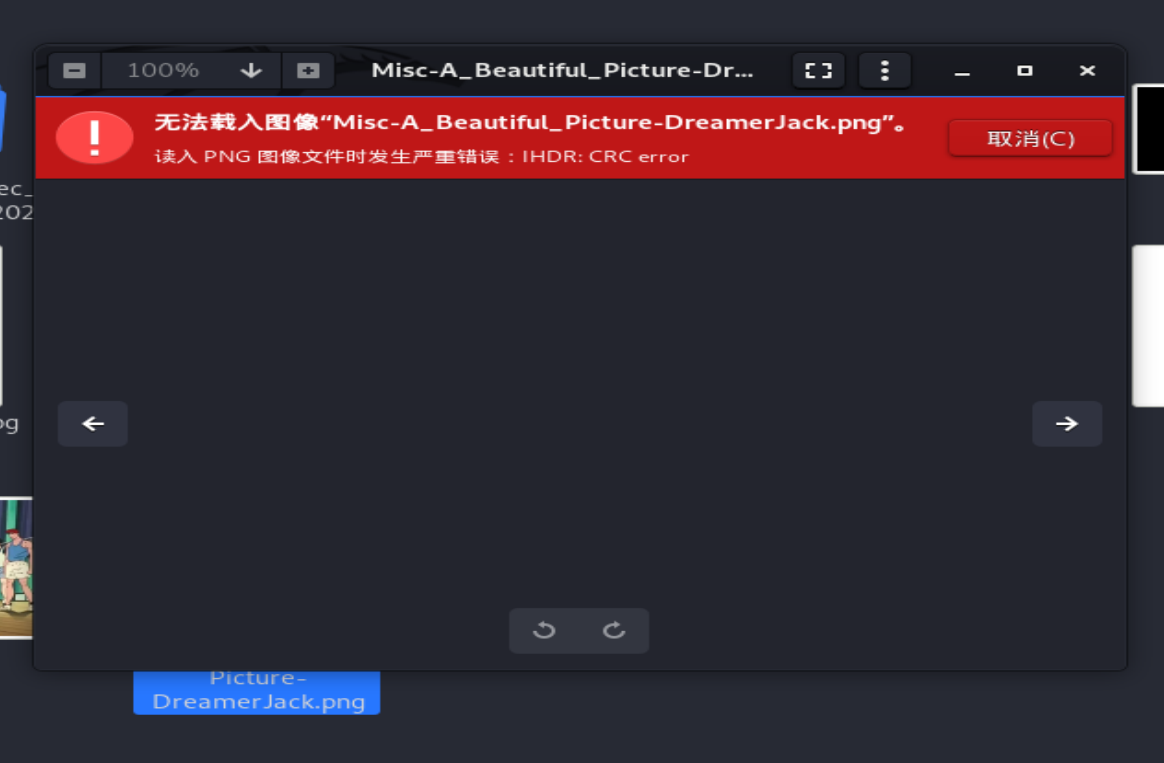 100%
Misc-A_Beautiful_Picture-Dr...
无法载入图像“Misc-A_Beautiful_Picture-DreamerJack.png”。
取消(C)
读入 PNG 图像文件时发生严重错误：IHDR: CRC error
ec_
202
og
Picture-
DreamerJack.png